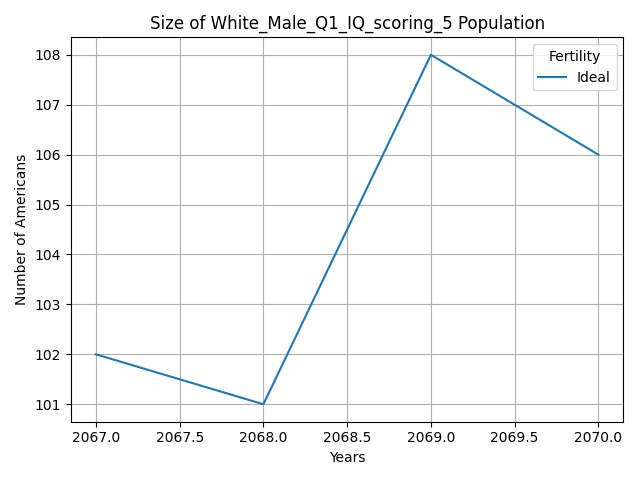 Size of White_Male_Q1_IQ_scoring_5 Population
Fertility
Ideal
Number of Americans
108
107
106
105
104
103
102
101
2067.0 2067.5 2068.0 2068.5 2069.0 2069.5 2070.0
Years